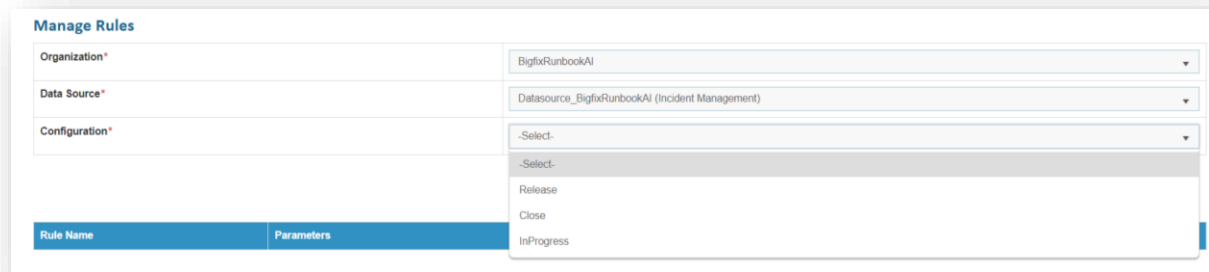 Manage Rules
Organization*
BigfixRunbookAI
Data Source*
Datasource_BigfixRunbookAI (Incident Management)
Configuration*
-Select-
-Select-
Release
Close
InProgress
Rule Name Parameters